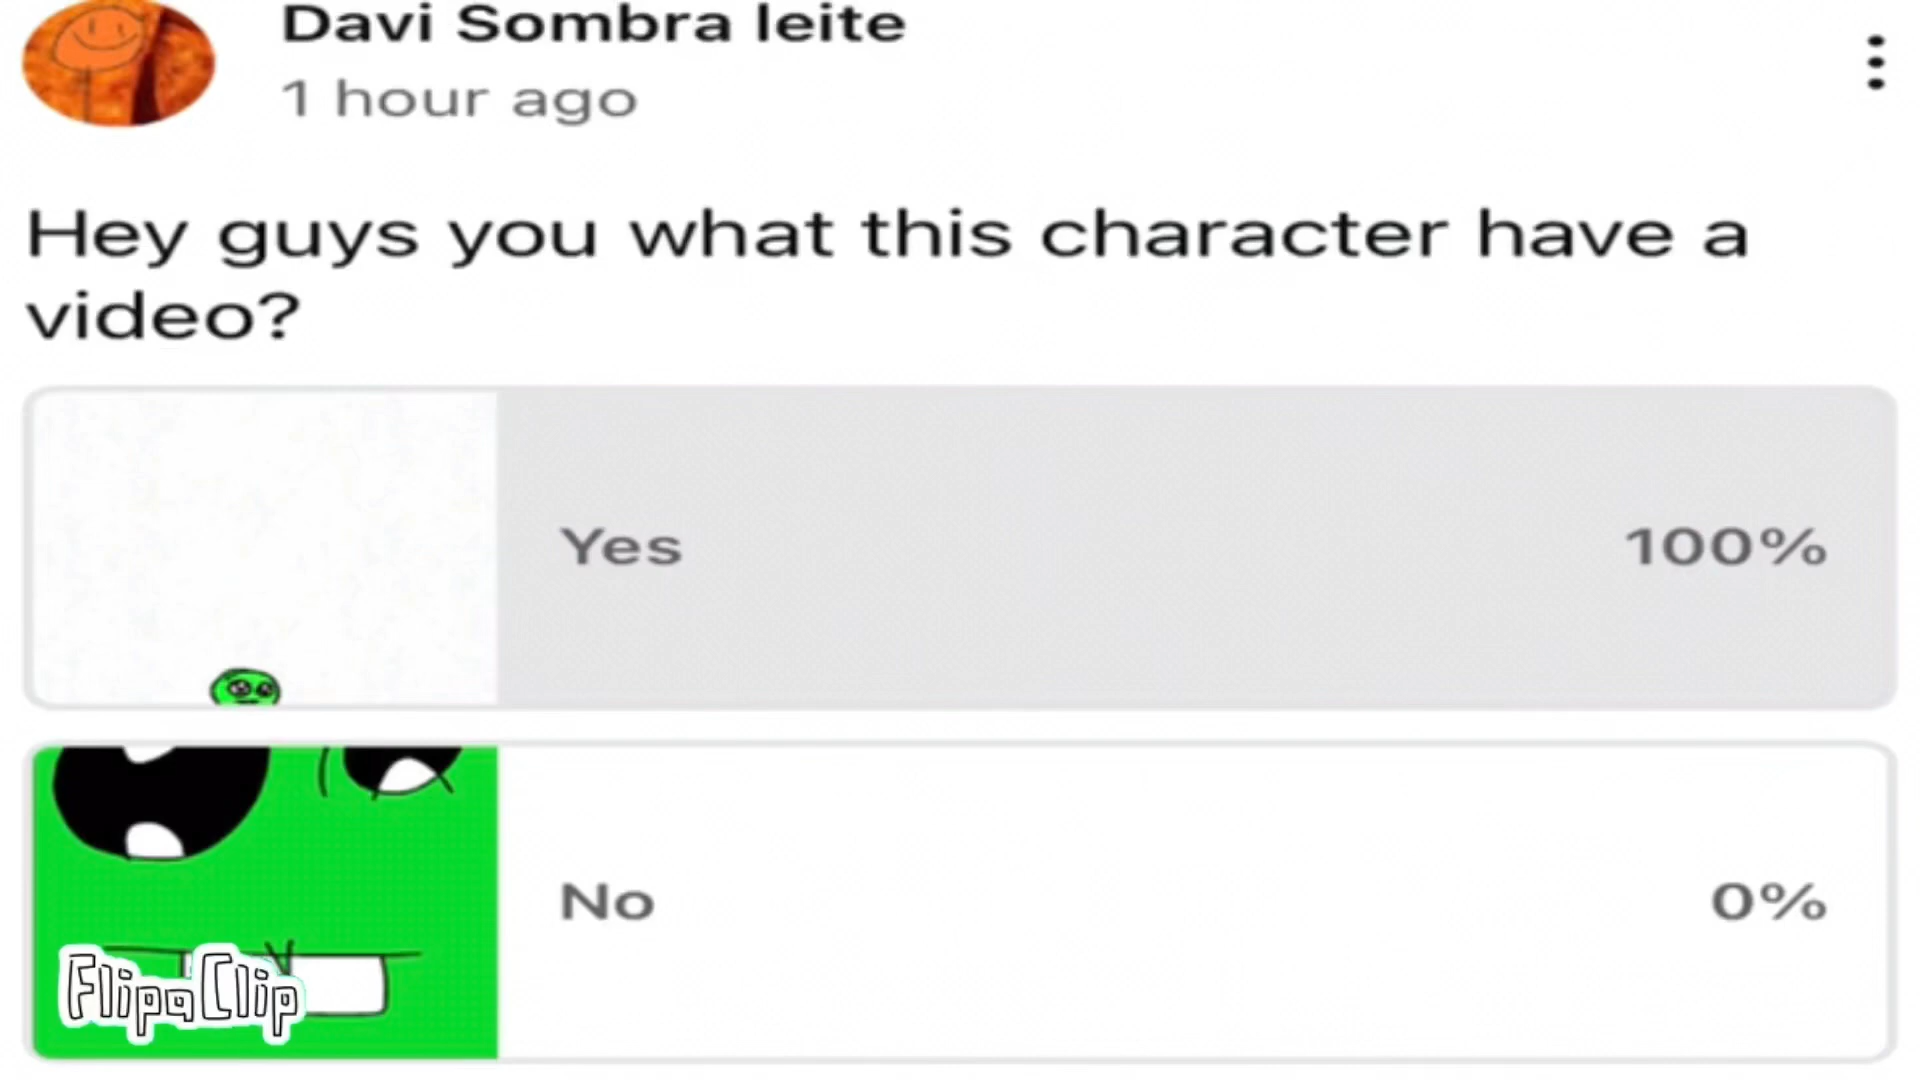 Davi Sombra leite
1 hour ago
Hey guys you what this character have a
video?
Yes
100%
No
0%
FlipaClip